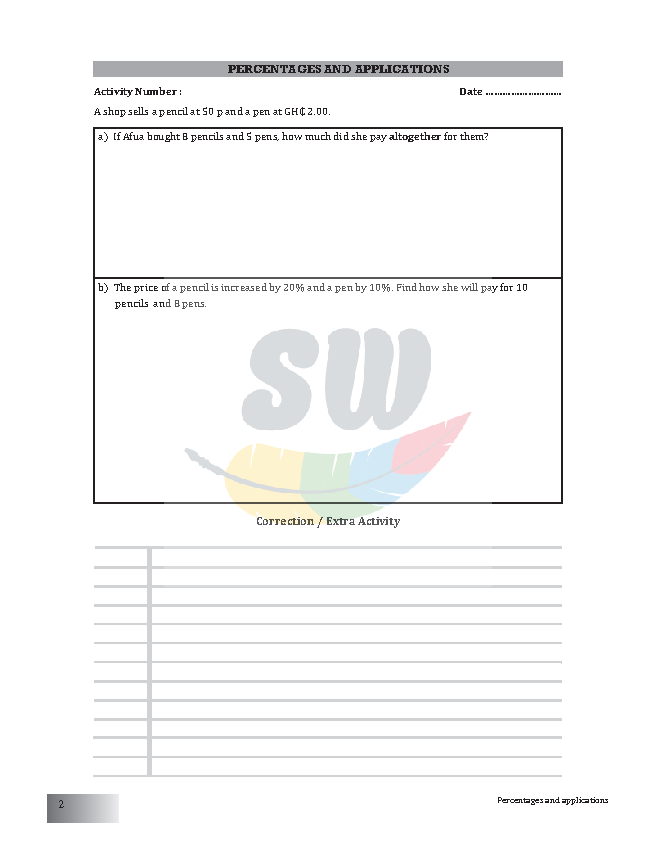 PERCENTAGES AND APPLICATIONS
Activity Number : Date ...........................
A shop sells a pencil at 50 p and a pen at GH₵ 2.00.
a) If Afua bought 8 pencils and 5 pens, how much did she pay altogether for them?
b) The price of a pencil is increased by 20% and a pen by 10%. Find how she will pay for 10
pencils and 8 pens.
SW
Correction / Extra Activity
2 Percentages and applications